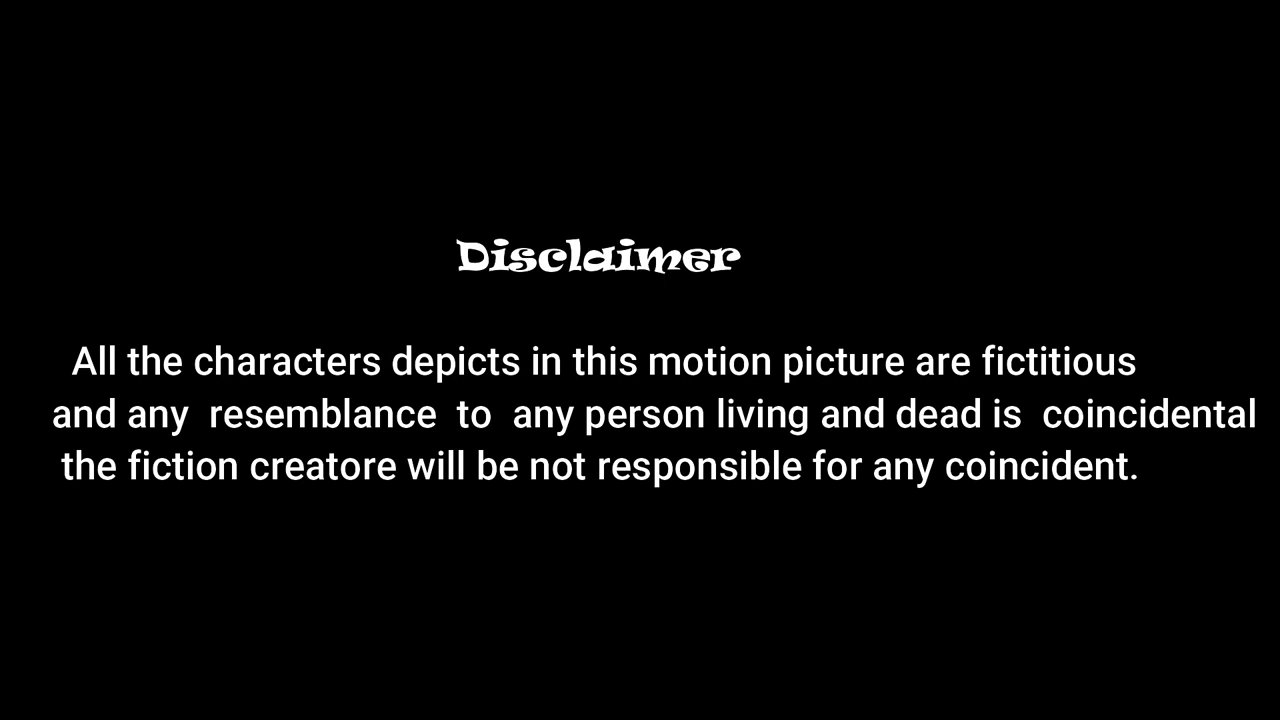 Disclaimer
All the characters depicts in this motion picture are fictitious
and any resemblance to any person living and dead is coincidental
the fiction creatore will be not responsible for any coincident.